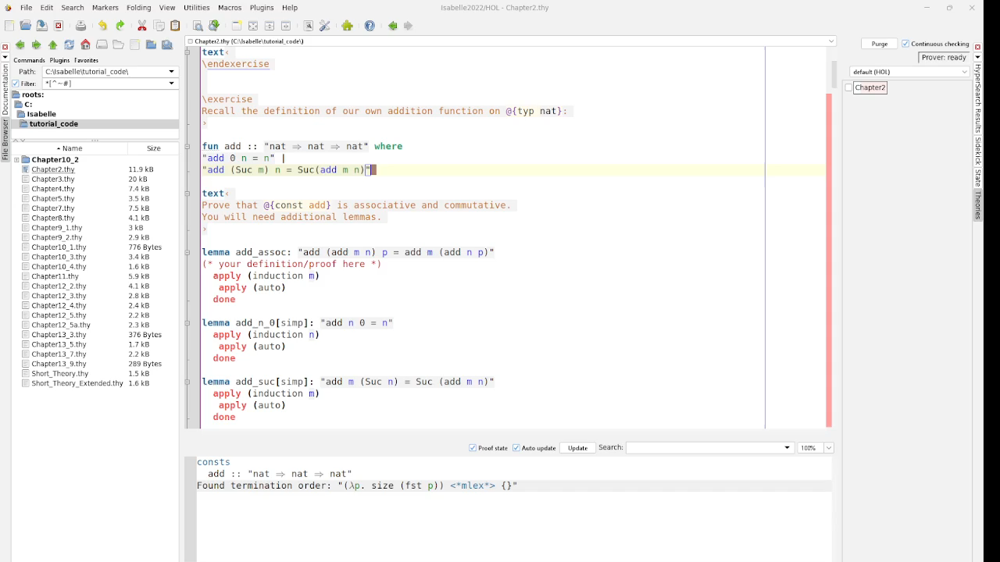 File Edit Search Markers Folding View Utilities Macros Plugins Help
Isabelle2022/HOL - Chapter2.thy
Chapter2.thy (C:\Isabelle\tutorial_code\)
Commands Plugins Favorites
Path: C:\Isabelle\tutorial_code\
Filter: *[^~#]
roots:
C:
Isabelle
tutorial_code
Name Size
Chapter10_2
Chapter2.thy 11.9 kB
Chapter3.thy 20 kB
Chapter4.thy 7.4 kB
Chapter5.thy 3.5 kB
Chapter7.thy 7.5 kB
Chapter8.thy 4.1 kB
Chapter9_1.thy 3 kB
Chapter9_2.thy 2.9 kB
Chapter10_1.thy 776 Bytes
Chapter10_3.thy 3.4 kB
Chapter10_4.thy 1.6 kB
Chapter11.thy 5.9 kB
Chapter12_2.thy 4.1 kB
Chapter12_3.thy 2.8 kB
Chapter12_4.thy 2.4 kB
Chapter12_5.thy 2.2 kB
Chapter12_5a.thy 2.3 kB
Chapter13_3.thy 376 Bytes
Chapter13_5.thy 1.7 kB
Chapter13_7.thy 2.2 kB
Chapter13_9.thy 289 Bytes
Short_Theory.thy 1.5 kB
Short_Theory_Extended.thy 1.6 kB
Documentation
File Browser
text‹
\endexercise
\exercise
Recall the definition of our own addition function on @{typ nat}:
›
fun add :: "nat ⇒ nat ⇒ nat" where
"add 0 n = n" |
"add (Suc m) n = Suc(add m n)"
text‹
Prove that @{const add} is associative and commutative.
You will need additional lemmas.
›
lemma add_assoc: "add (add m n) p = add m (add n p)"
(* your definition/proof here *)
apply (induction m)
apply (auto)
done
lemma add_n_0[simp]: "add n 0 = n"
apply (induction n)
apply (auto)
done
lemma add_suc[simp]: "add m (Suc n) = Suc (add m n)"
apply (induction m)
apply (auto)
done
Proof state Auto update Update Search: 100%
consts
add :: "nat ⇒ nat ⇒ nat"
Found termination order: "(λp. size (fst p)) <*mlex*> {}"
Purge Continuous checking
Prover: ready
default (HOL)
Chapter2
HyperSearch Results
Sidekick
State
Theories